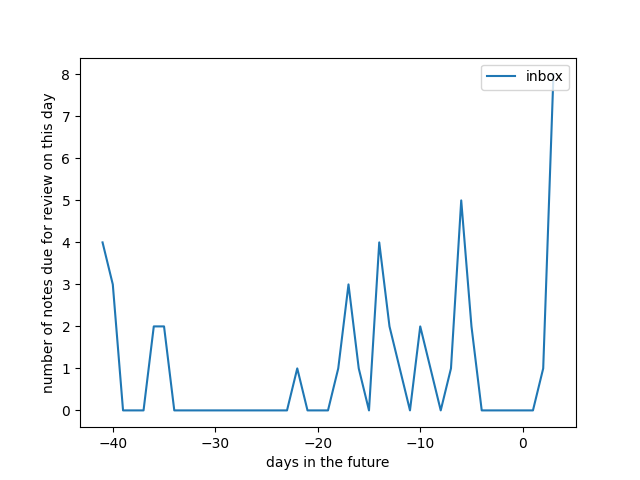 inbox
number of notes due for review on this day
8
7
6
5
4
3
2
1
0
−40 −30 −20 −10 0
days in the future